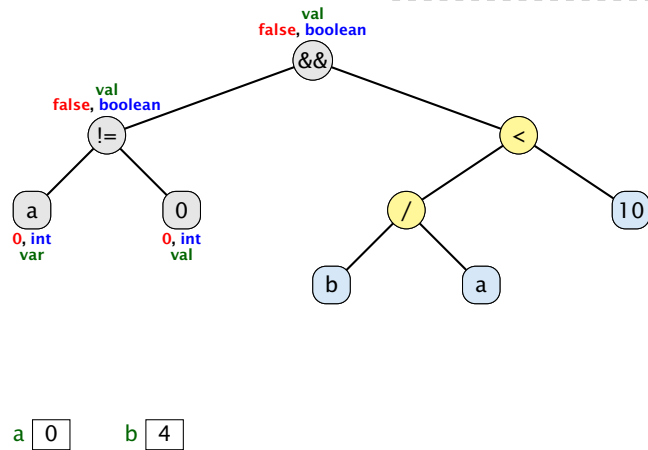 val
false, boolean
&&
val
false, boolean
!=
<
a
0
/
10
0, int
var
0, int
val
b
a
a 0
b 4